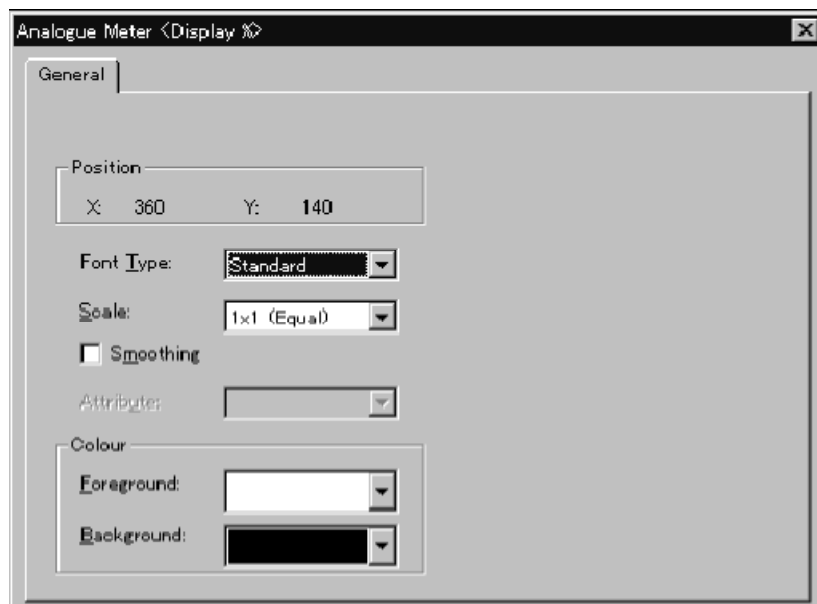 Analogue Meter <Display %>
General
Position
X: 360 Y: 140
Font Type: Standard
Scale: 1x1 (Equal)
Smoothing
Attribute:
Colour
Foreground:
Background: